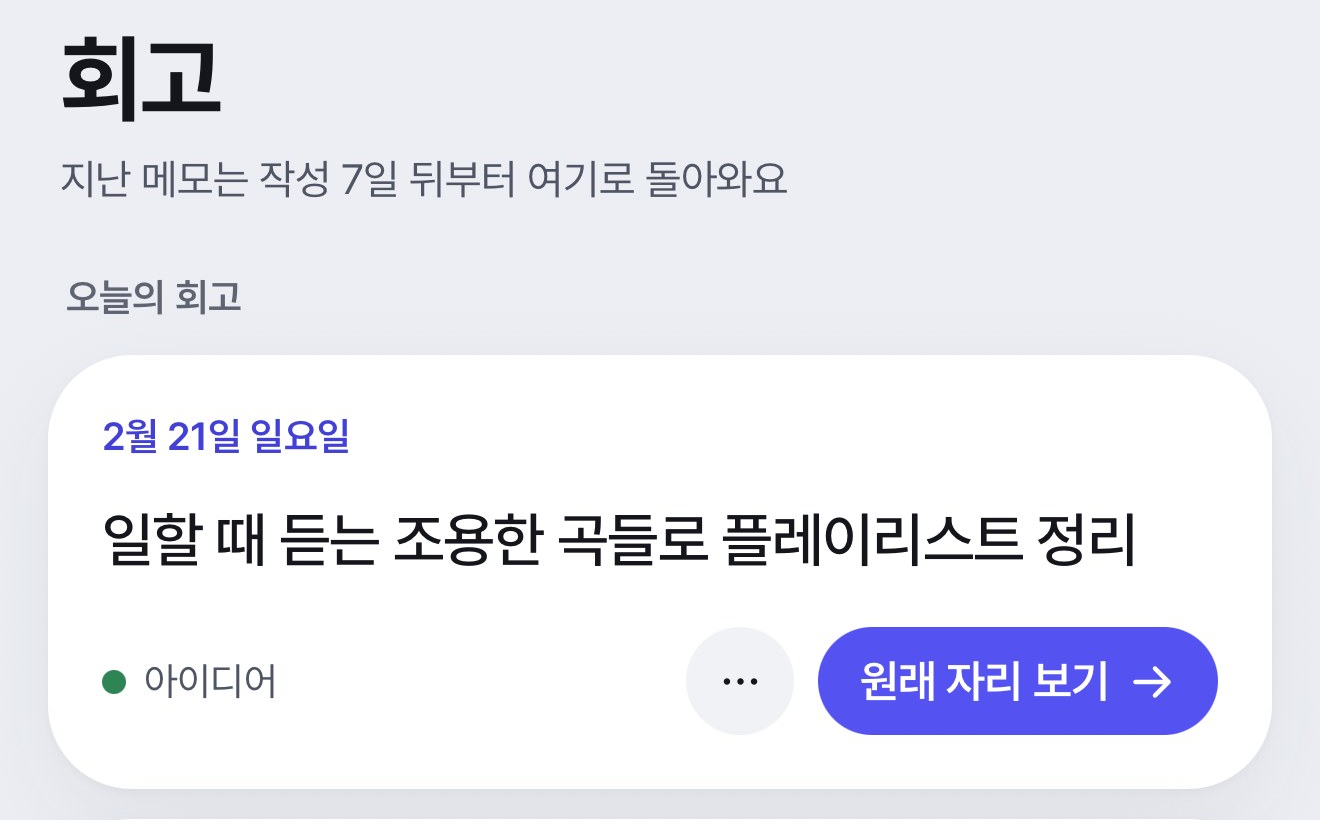 회고
지난 메모는 작성 7일 뒤부터 여기로 돌아와요
오늘의 회고
2월 21일 일요일
일할 때 듣는 조용한 곡들로 플레이리스트 정리
아이디어
원래 자리 보기 →